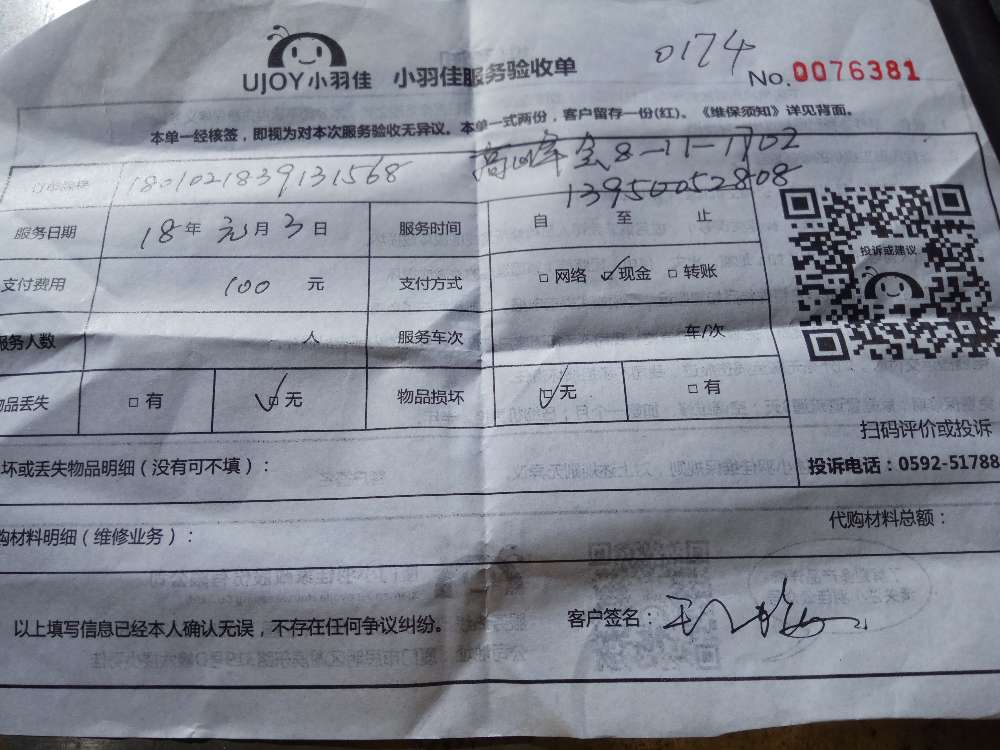 UJOY小羽佳 小羽佳服务验收单 0174 No.0076381
本单一经核签，即视为对本次服务验收无异议。本单一式两份，客户留存一份(红)、《维保须知》详见背面。
1801021839131568 8-11-1702
13950052808
服务日期 18年元月3日 服务时间 自 至 止
支付费用 100 元 支付方式 □网络 □现金 □转账
服务人数 人 服务车次 车/次
物品丢失 □有 □无 物品损坏 □无 □有
投诉或建议
扫码评价或投诉
投诉电话：0592-51788
坏或丢失物品明细（没有可不填）：
购材料明细（维修业务）： 代购材料总额：
以上填写信息已经本人确认无误，不存在任何争议纠纷。 客户签名：